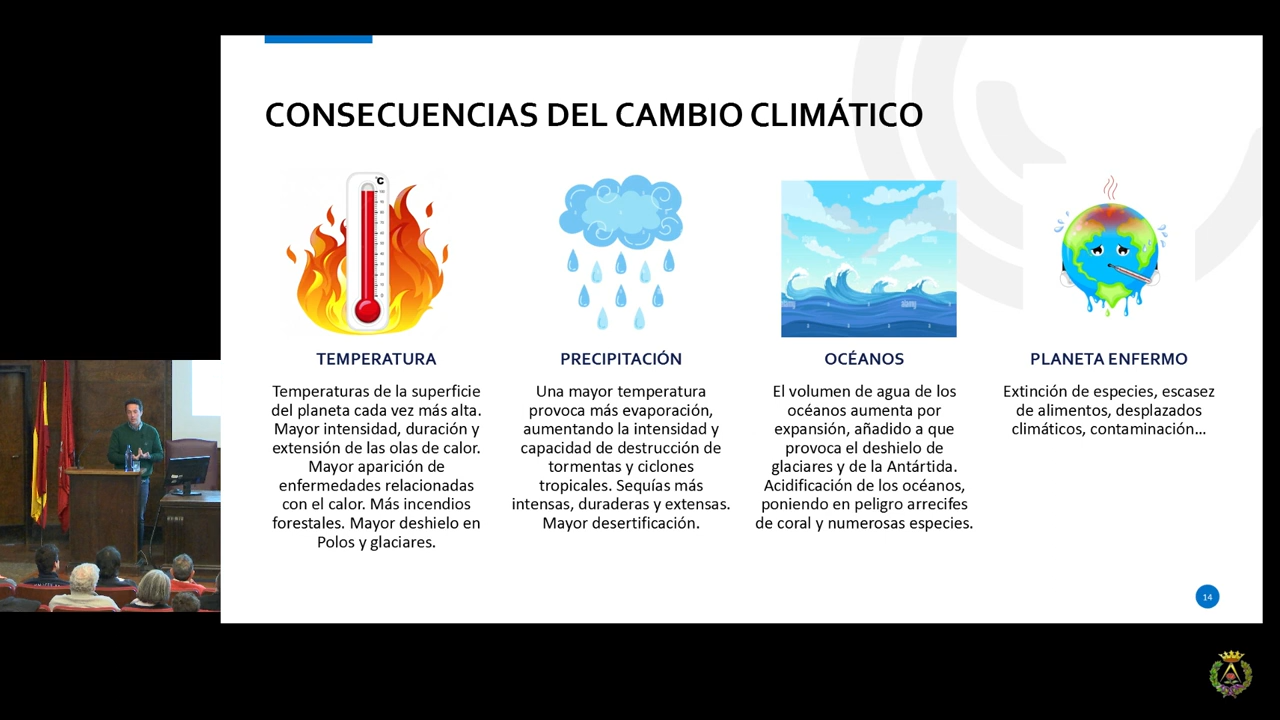 CONSECUENCIAS DEL CAMBIO CLIMÁTICO
°C
TEMPERATURA
Temperaturas de la superficie
del planeta cada vez más alta.
Mayor intensidad, duración y
extensión de las olas de calor.
Mayor aparición de
enfermedades relacionadas
con el calor. Más incendios
forestales. Mayor deshielo en
Polos y glaciares.
PRECIPITACIÓN
Una mayor temperatura
provoca más evaporación,
aumentando la intensidad y
capacidad de destrucción de
tormentas y ciclones
tropicales. Sequías más
intensas, duraderas y extensas.
Mayor desertificación.
OCÉANOS
El volumen de agua de los
océanos aumenta por
expansión, añadido a que
provoca el deshielo de
glaciares y de la Antártida.
Acidificación de los océanos,
poniendo en peligro arrecifes
de coral y numerosas especies.
PLANETA ENFERMO
Extinción de especies, escasez
de alimentos, desplazados
climáticos, contaminación...
14